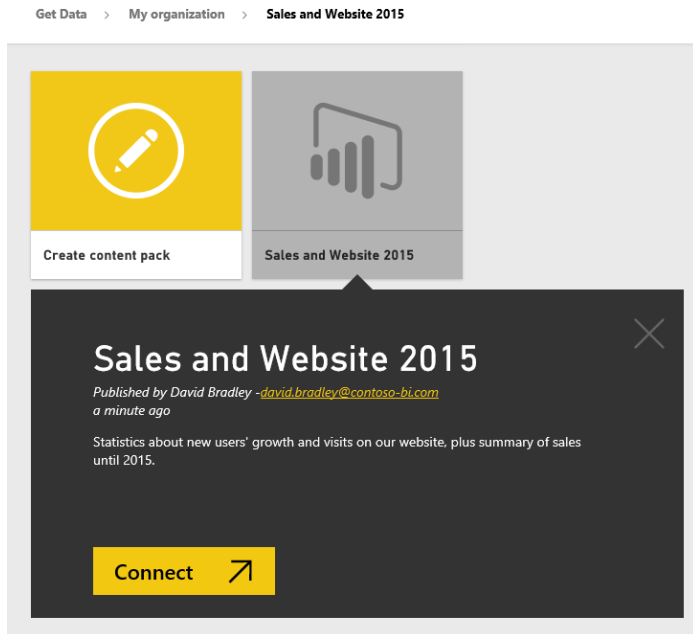 Get Data > My organization > Sales and Website 2015
Create content pack
Sales and Website 2015
Sales and Website 2015
Published by David Bradley -david.bradley@contoso-bi.com
a minute ago
Statistics about new users' growth and visits on our website, plus summary of sales
until 2015.
Connect